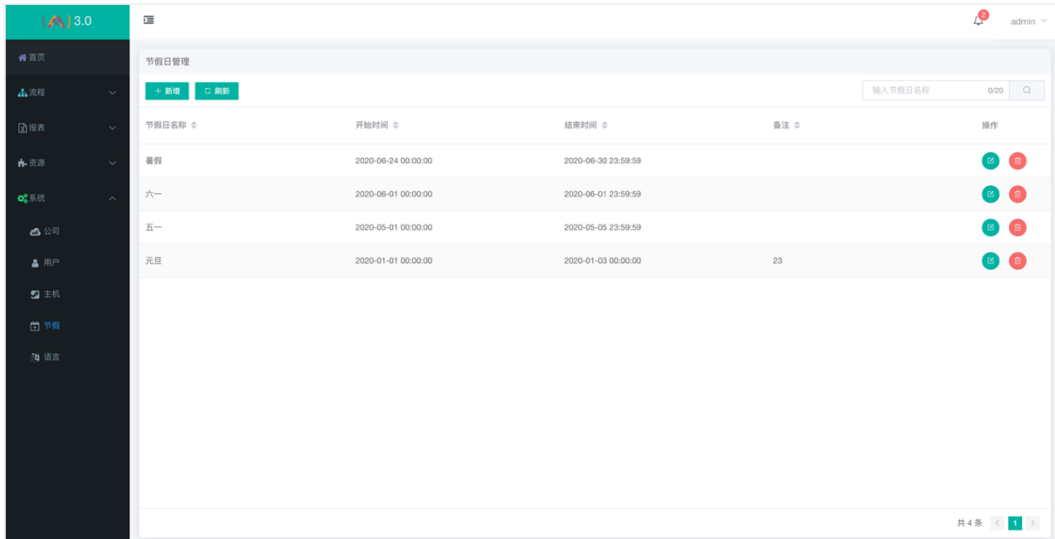 (A) 3.0
2
admin
首页
节假日管理
流程
+ 新增 刷新 输入节假日名称 0/20
报表
节假日名称 开始时间 结束时间 备注 操作
资源
暑假 2020-06-24 00:00:00 2020-06-30 23:59:59
系统
六一 2020-06-01 00:00:00 2020-06-01 23:59:59
公司
五一 2020-05-01 00:00:00 2020-05-05 23:59:59
用户
元旦 2020-01-01 00:00:00 2020-01-03 00:00:00 23
主机
节假
语言
共 4 条 < 1 >